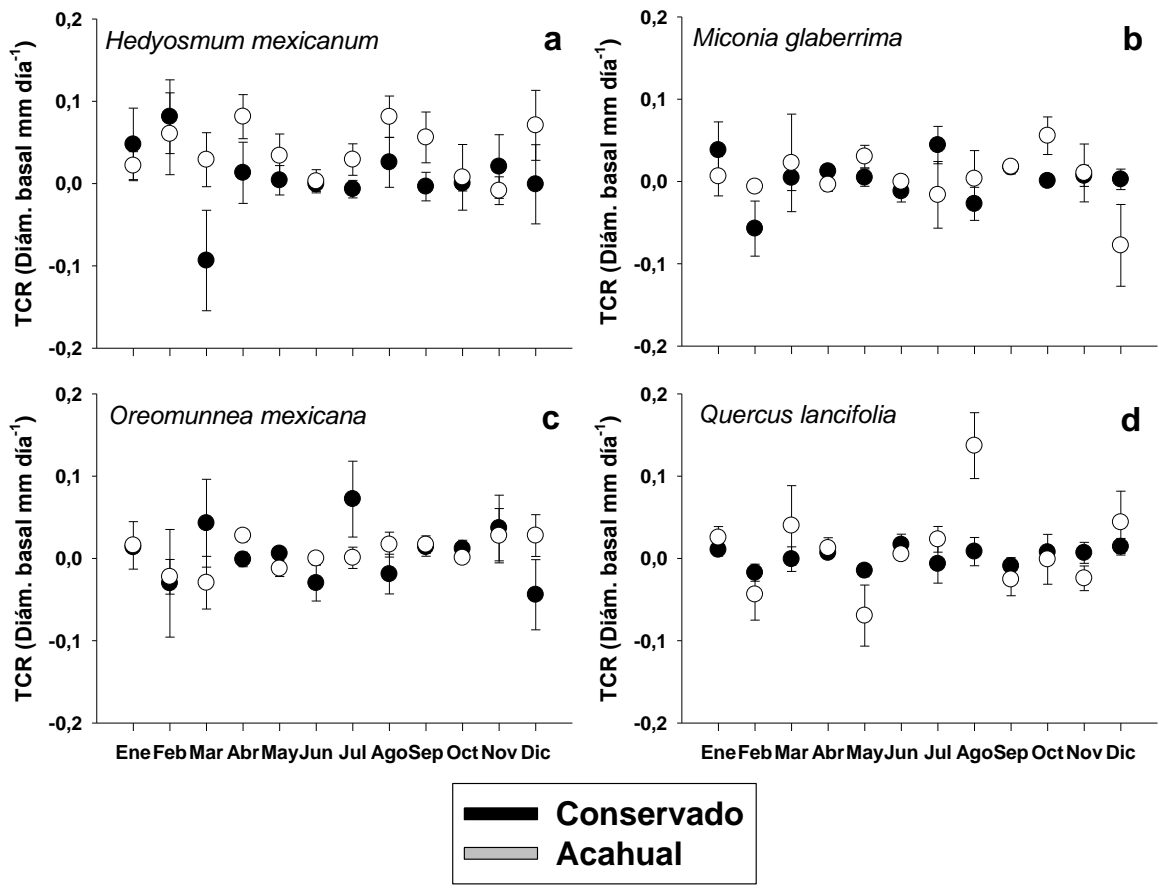 Hedyosmum mexicanum
a
0,2
0,1
0,0
-0,1
-0,2
TCR (Diám. basal mm día-1)
Miconia glaberrima
b
0,2
0,1
0,0
-0,1
-0,2
TCR (Diám. basal mm día-1)
Oreomunnea mexicana
c
0,2
0,1
0,0
-0,1
-0,2
TCR (Diám. basal mm día-1)
Ene Feb Mar Abr May Jun Jul Ago Sep Oct Nov Dic
Quercus lancifolia
d
0,2
0,1
0,0
-0,1
-0,2
TCR (Diám. basal mm día-1)
Ene Feb Mar Abr May Jun Jul Ago Sep Oct Nov Dic
Conservado
Acahual